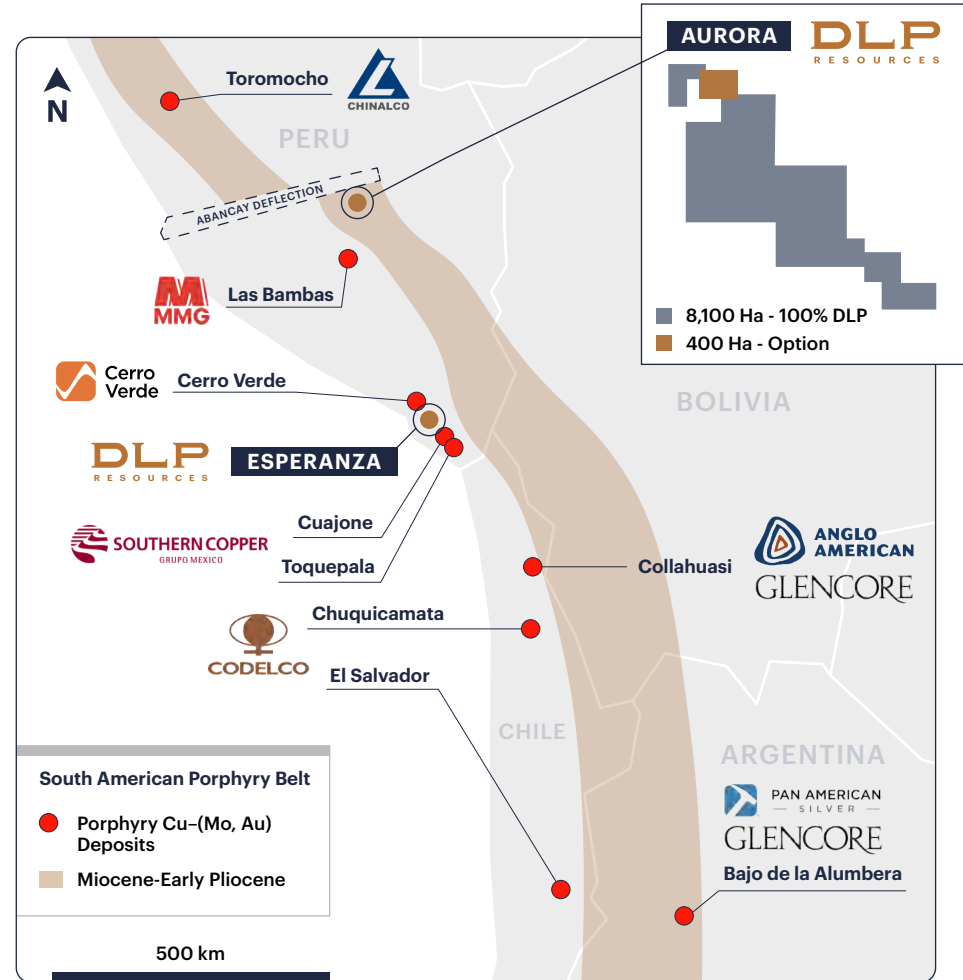 AURORA
DLP
RESOURCES
8,100 Ha - 100% DLP
400 Ha - Option
N
Toromocho
CHINALCO
PERU
ABANCAY DEFLECTION
MMG
Las Bambas
Cerro
Verde
Cerro Verde
BOLIVIA
DLP
RESOURCES
ESPERANZA
SOUTHERN COPPER
GRUPO MEXICO
Cuajone
Toquepala
Collahuasi
ANGLO
AMERICAN
GLENCORE
Chuquicamata
CODELCO
El Salvador
CHILE
ARGENTINA
PAN AMERICAN
— SILVER —
GLENCORE
Bajo de la Alumbera
South American Porphyry Belt
Porphyry Cu–(Mo, Au)
Deposits
Miocene-Early Pliocene
500 km